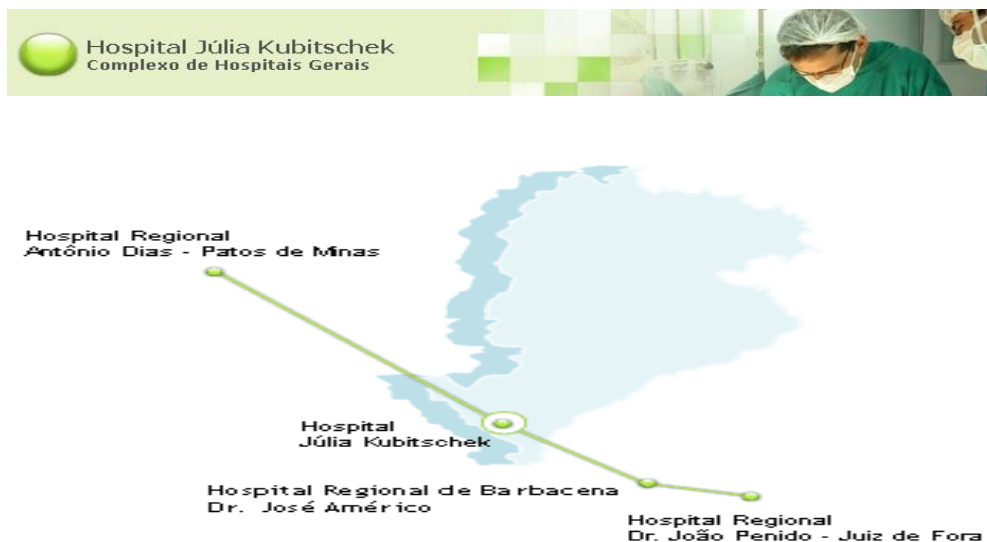 Hospital Júlia Kubitschek
Complexo de Hospitais Gerais
Hospital Regional
Antônio Dias - Patos de Minas
Hospital
Júlia Kubitschek
Hospital Regional de Barbacena
Dr. José Américo
Hospital Regional
Dr. João Penido - Juiz de Fora